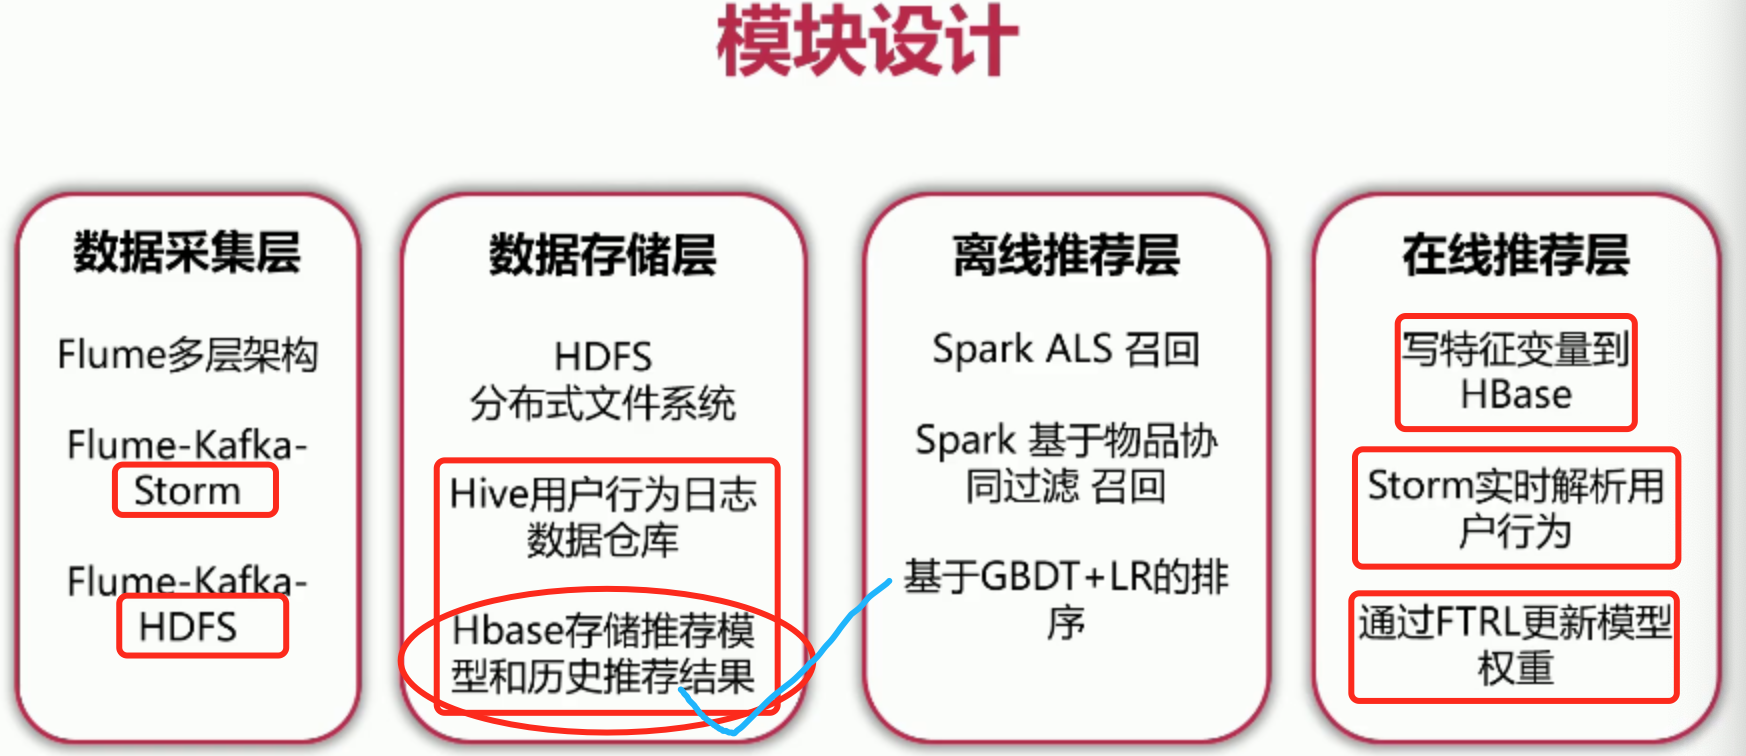 模块设计
数据采集层
Flume多层架构
Flume-Kafka-
Storm
Flume-Kafka-
HDFS
数据存储层
HDFS
分布式文件系统
Hive用户行为日志
数据仓库
Hbase存储推荐模
型和历史推荐结果
离线推荐层
Spark ALS 召回
Spark 基于物品协
同过滤 召回
基于GBDT+LR的排
序
在线推荐层
写特征变量到
HBase
Storm实时解析用
户行为
通过FTRL更新模型
权重